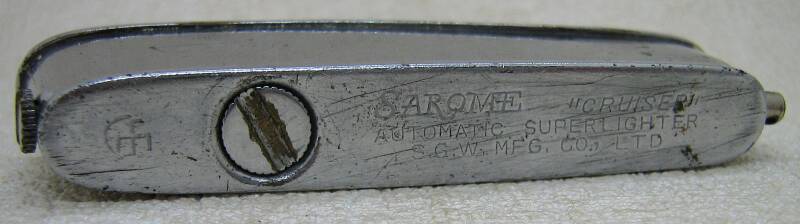 SAROME "CRUISER"
AUTOMATIC SUPERLIGHTER
S.G.W. MFG. CO., LTD